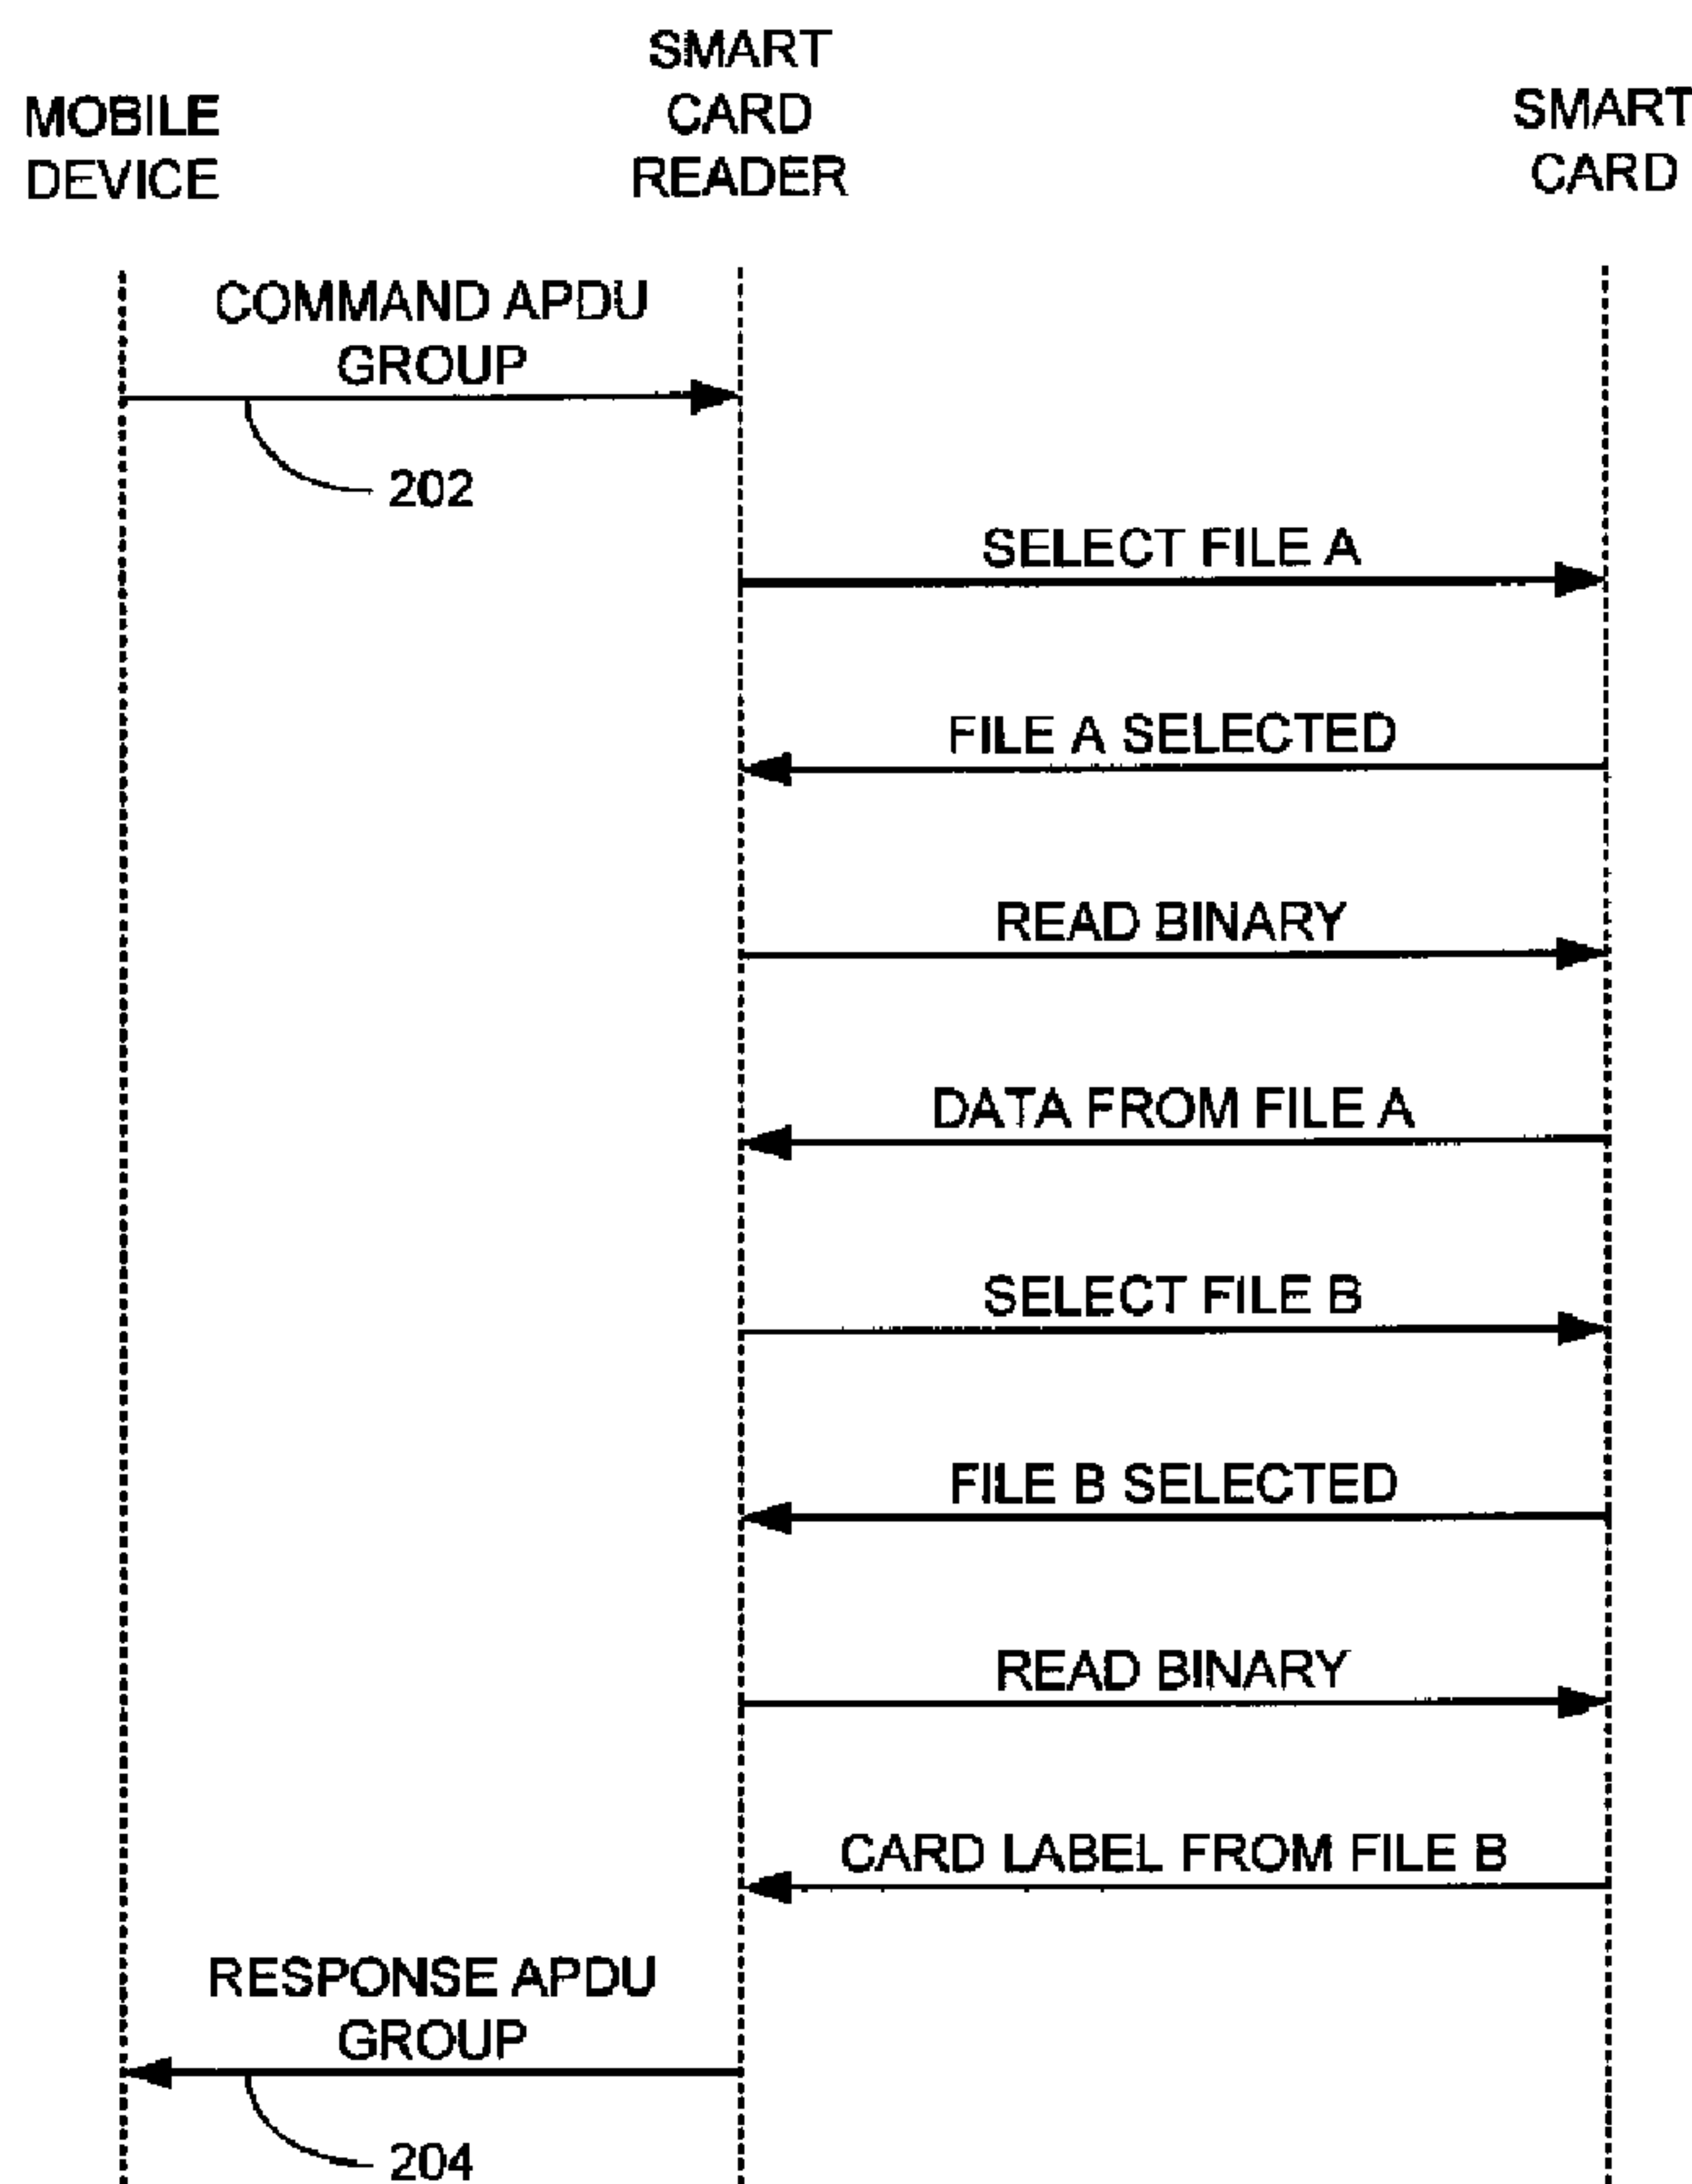 MOBILE
DEVICE
SMART
CARD
READER
SMART
CARD
COMMAND APDU
GROUP
202
SELECT FILE A
FILE A SELECTED
READ BINARY
DATA FROM FILE A
SELECT FILE B
FILE B SELECTED
READ BINARY
CARD LABEL FROM FILE B
RESPONSE APDU
GROUP
204